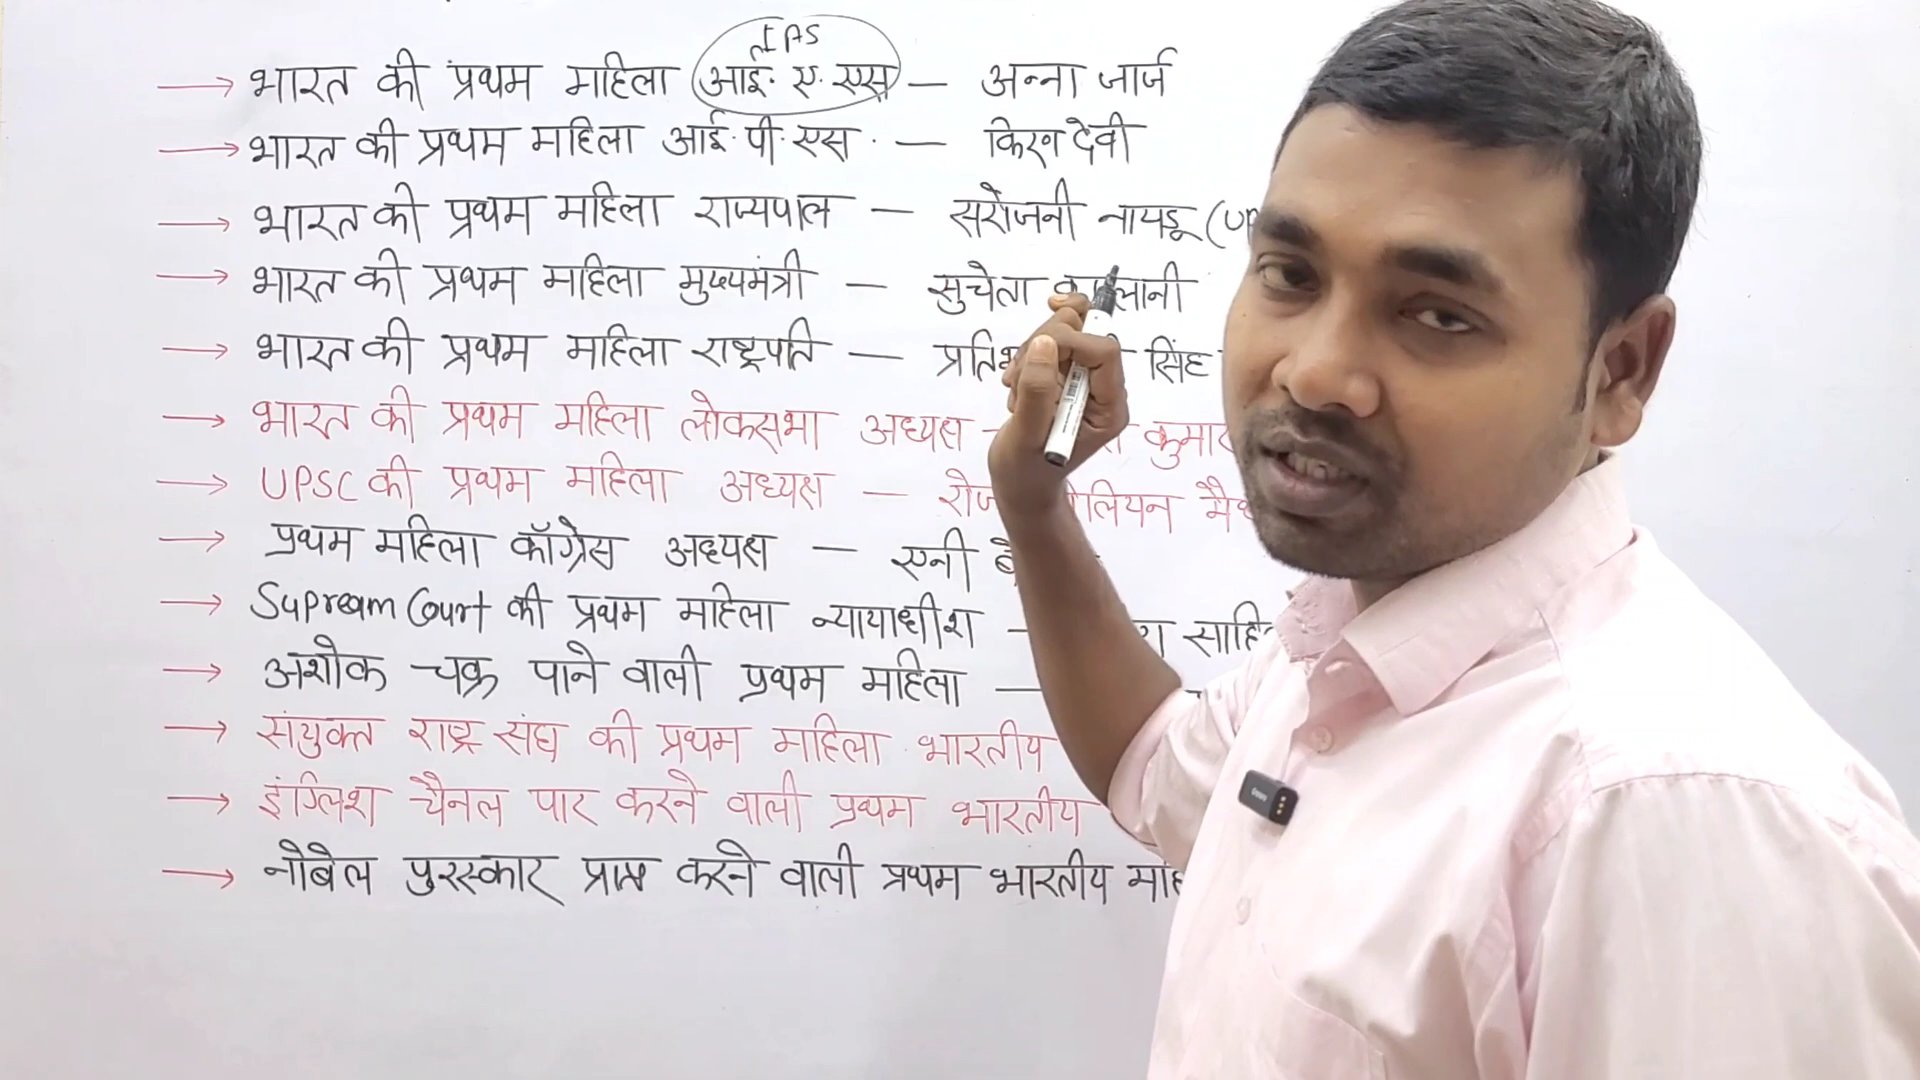 IAS
→ भारत की प्रथम महिला आई. ए. एस — अन्ना जार्ज
→ भारत की प्रथम महिला आई.पी.एस. — किरण देवी
→ भारत की प्रथम महिला राज्यपाल — सरोजनी नायडू (UP
→ भारत की प्रथम महिला मुख्यमंत्री — सुचेता
→ भारत की प्रथम महिला राष्ट्रपति — सिंह
→ भारत की प्रथम महिला लोकसभा अध्यक्ष — कुमार
→ UPSC की प्रथम महिला अध्यक्ष —
→ प्रथम महिला कॉग्रेस अध्यक्ष — एनी
→ Supream Court की प्रथम महिला न्यायाधीश —
→ अशोक चक्र पाने वाली प्रथम महिला —
→ संयुक्त राष्ट्र संघ की प्रथम महिला भारतीय
→ इंग्लिश चैनल पार करने वाली प्रथम भारतीय
→ नोबेल पुरस्कार प्राप्त करने वाली प्रथम भारतीय